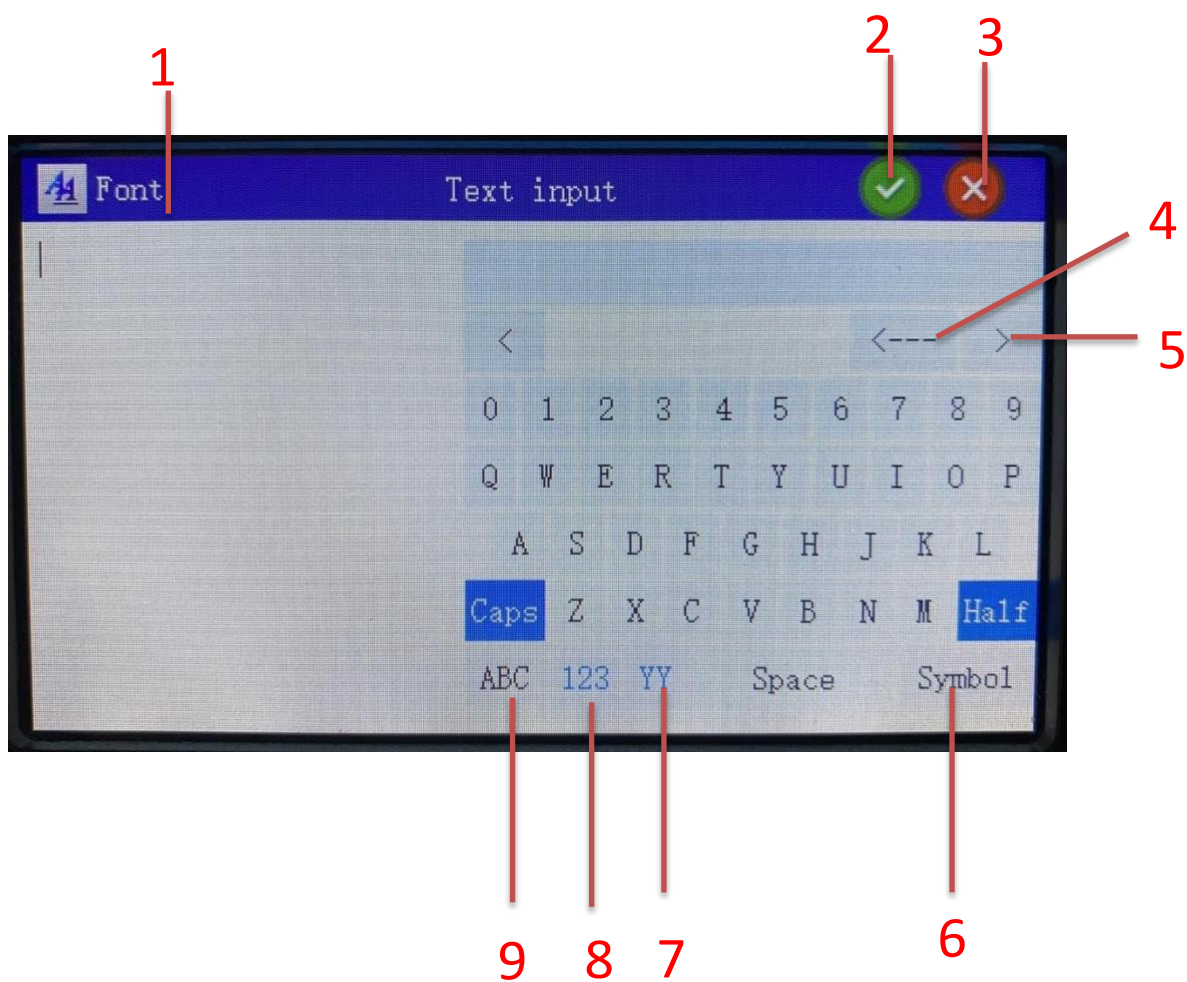 1
2
3
Font
Text input
4
<
<---
>
5
0 1 2 3 4 5 6 7 8 9
Q W E R T Y U I O P
A S D F G H J K L
Caps Z X C V B N M Half
ABC 123 YY Space Symbol
9
8
7
6